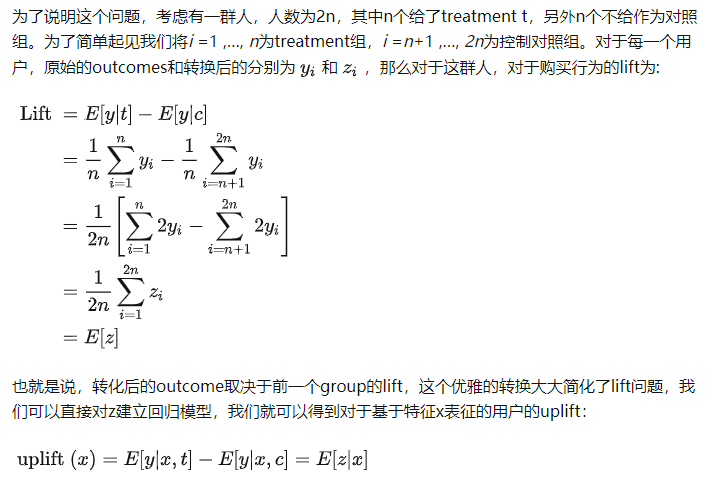 为了说明这个问题，考虑有一群人，人数为2n，其中n个给了treatment t，另外n个不给作为对照
组。为了简单起见我们将i =1 ,..., n为treatment组，i =n+1 ,..., 2n为控制对照组。对于每一个用
户，原始的outcomes和转换后的分别为 y_i 和 z_i ，那么对于这群人，对于购买行为的lift为:
Lift = E[y|t] − E[y|c]
= \frac{1}{n} \sum_{i=1}^{n} y_i − \frac{1}{n} \sum_{i=n+1}^{2n} y_i
= \frac{1}{2n} \left[ \sum_{i=1}^{n} 2y_i − \sum_{i=n+1}^{2n} 2y_i \right]
= \frac{1}{2n} \sum_{i=1}^{2n} z_i
= E[z]
也就是说，转化后的outcome取决于前一个group的lift，这个优雅的转换大大简化了lift问题，我
们可以直接对z建立回归模型，我们就可以得到对于基于特征x表征的用户的uplift：
uplift (x) = E[y|x, t] − E[y|x, c] = E[z|x]